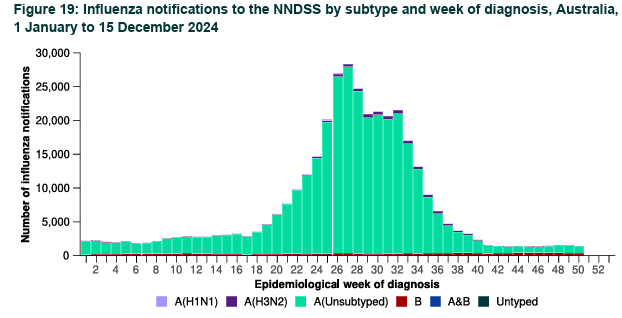 Figure 19: Influenza notifications to the NNDSS by subtype and week of diagnosis, Australia,
1 January to 15 December 2024
30,000
25,000
20,000
15,000
10,000
5,000
0
Number of influenza notifications
2 4 6 8 10 12 14 16 18 20 22 24 26 28 30 32 34 36 38 40 42 44 46 48 50 52
Epidemiological week of diagnosis
A(H1N1) A(H3N2) A(Unsubtyped) B A&B Untyped